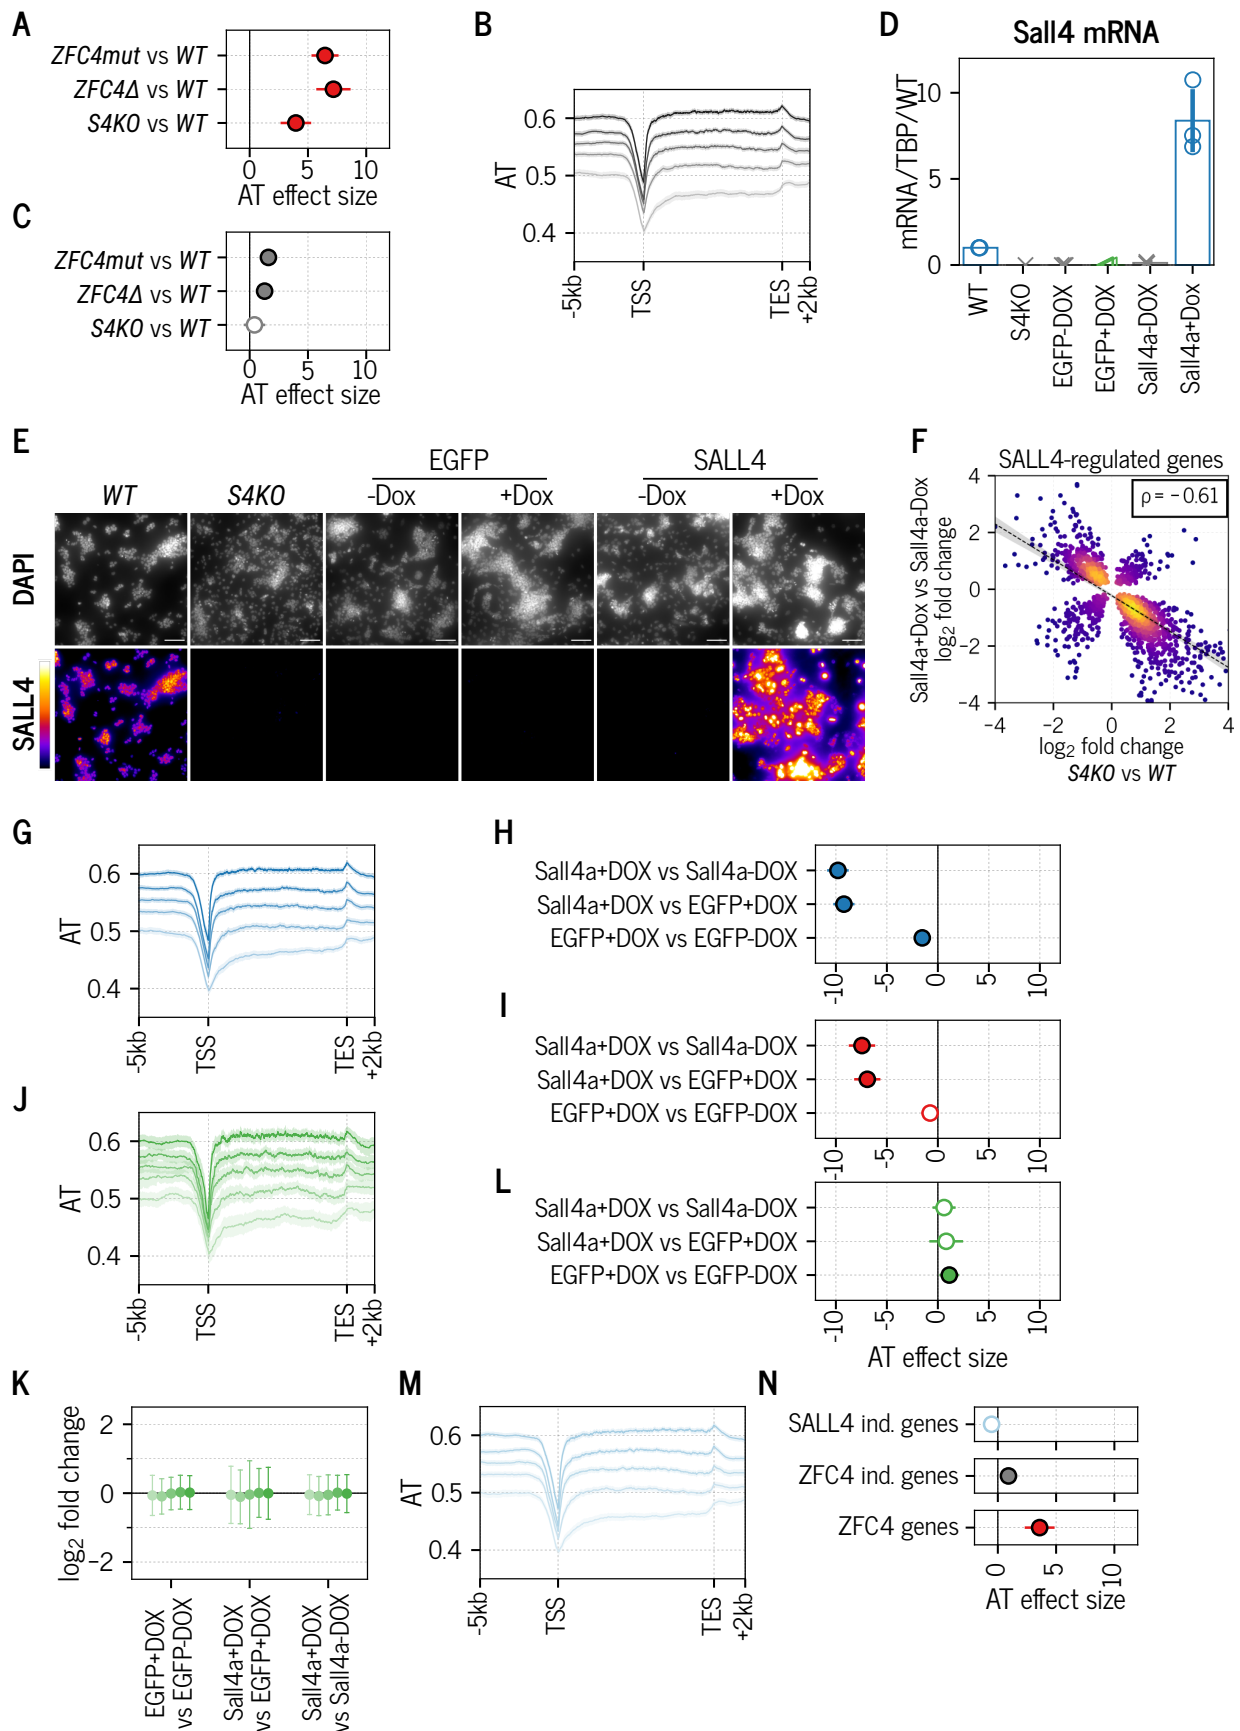 A
ZFC4mut vs WT
ZFC4Δ vs WT
S4KO vs WT
0 5 10
AT effect size
B
AT
0.6
0.5
0.4
-5kb
TSS
TES
+2kb
C
ZFC4mut vs WT
ZFC4Δ vs WT
S4KO vs WT
0 5 10
AT effect size
D
Sall4 mRNA
mRNA/TBP/WT
10
5
0
WT
S4KO
EGFP-DOX
EGFP+DOX
Sall4a-DOX
Sall4a+Dox
E
EGFP SALL4
WT S4KO -Dox +Dox -Dox +Dox
DAPI
SALL4
F
SALL4-regulated genes
ρ = −0.61
Sall4a+Dox vs Sall4a-Dox
log2 fold change
4
2
0
−2
−4
−4 −2 0 2 4
log2 fold change
S4KO vs WT
G
AT
0.6
0.5
0.4
-5kb
TSS
TES
+2kb
H
Sall4a+DOX vs Sall4a-DOX
Sall4a+DOX vs EGFP+DOX
EGFP+DOX vs EGFP-DOX
-10 -5 0 5 10
I
Sall4a+DOX vs Sall4a-DOX
Sall4a+DOX vs EGFP+DOX
EGFP+DOX vs EGFP-DOX
-10 -5 0 5 10
J
AT
0.6
0.5
0.4
-5kb
TSS
TES
+2kb
L
Sall4a+DOX vs Sall4a-DOX
Sall4a+DOX vs EGFP+DOX
EGFP+DOX vs EGFP-DOX
-10 -5 0 5 10
AT effect size
K
log2 fold change
2
0
−2
EGFP+DOX
vs EGFP-DOX
Sall4a+DOX
vs EGFP+DOX
Sall4a+DOX
vs Sall4a-DOX
M
AT
0.6
0.5
0.4
-5kb
TSS
TES
+2kb
N
SALL4 ind. genes
ZFC4 ind. genes
ZFC4 genes
0 5 10
AT effect size